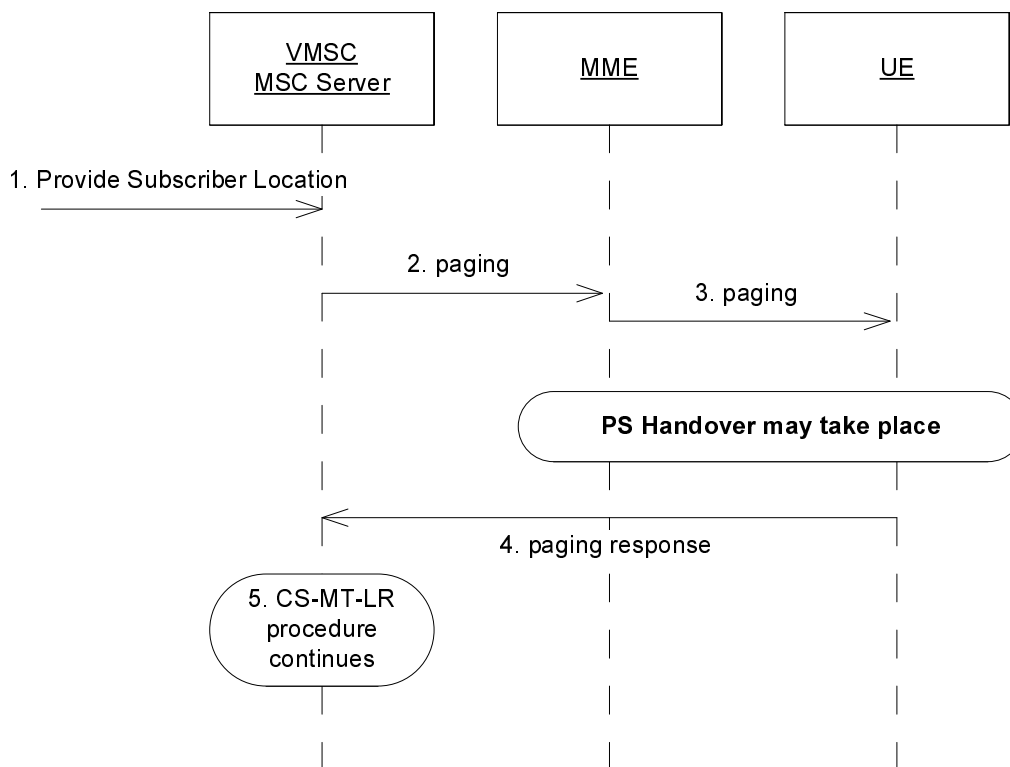 VMSC
MSC Server
MME
UE
1. Provide Subscriber Location
2. paging
3. paging
PS Handover may take place
4. paging response
5. CS-MT-LR
procedure
continues